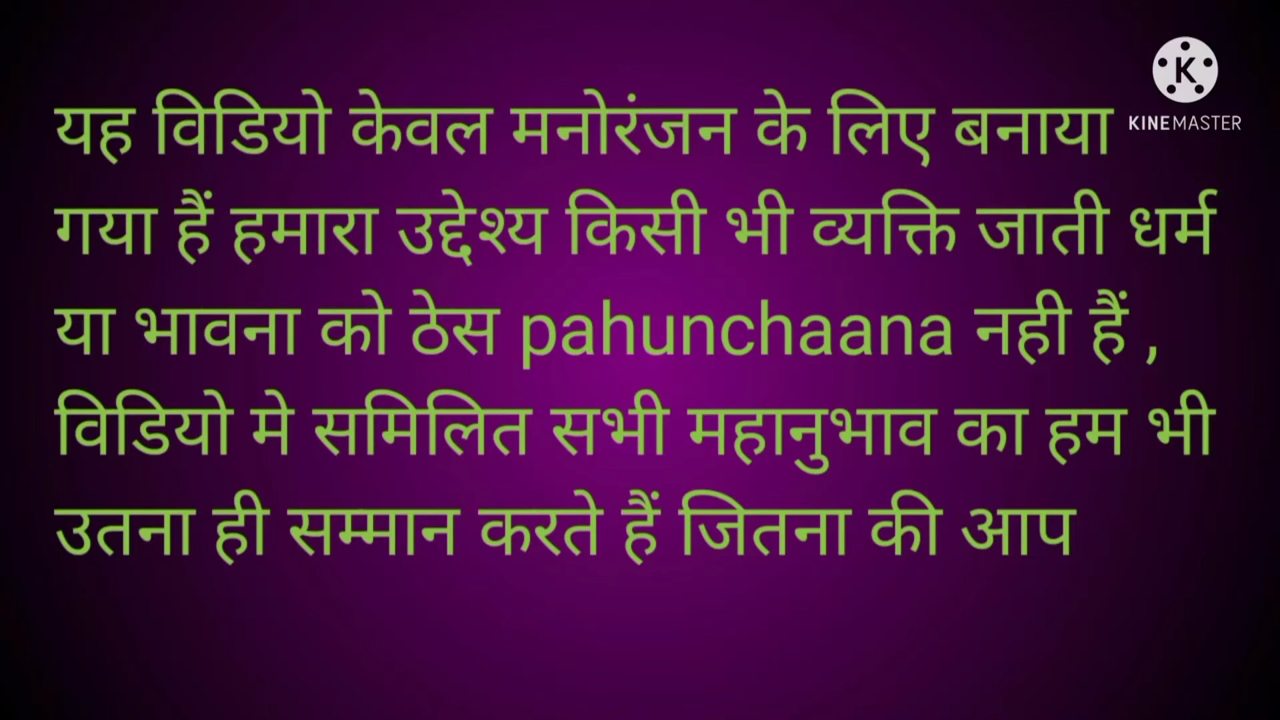 यह विडियो केवल मनोरंजन के लिए बनाया
गया हैं हमारा उद्देश्य किसी भी व्यक्ति जाती धर्म
या भावना को ठेस pahunchaana नही हैं ,
विडियो मे समिलित सभी महानुभाव का हम भी
उतना ही सम्मान करते हैं जितना की आप
K
KINEMASTER